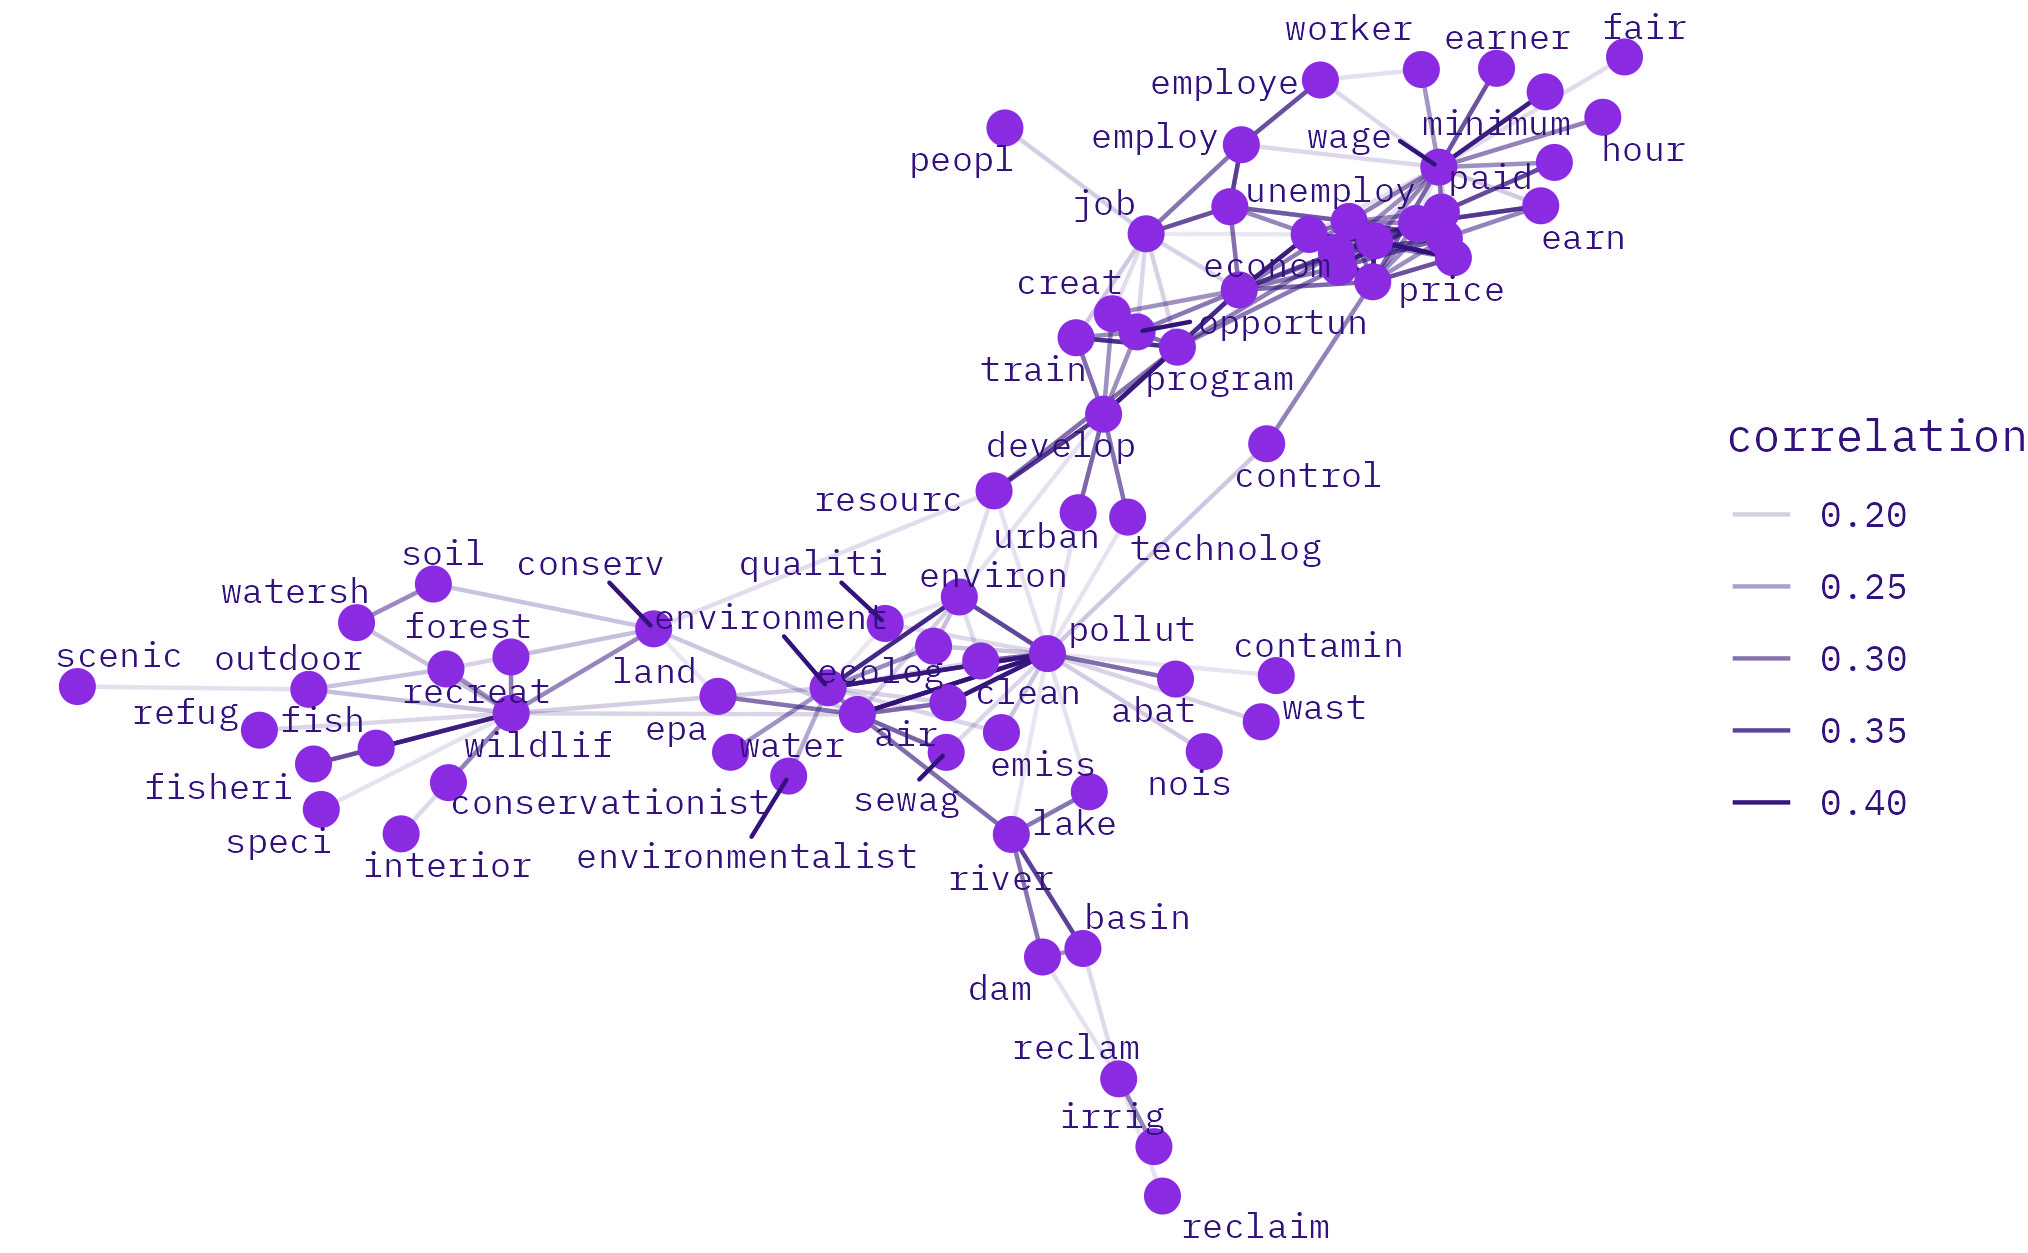 worker
earner
fair
employe
employ
wage
minimum
hour
peopl
job
unemploy
paid
earn
econom
creat
price
opportun
train
program
develop
control
resourc
urban
technolog
soil
conserv
qualiti
environ
watersh
forest
environment
pollut
contamin
scenic
outdoor
land
ecolog
clean
recreat
refug
fish
epa
air
abat
wast
wildlif
water
emiss
nois
fisheri
conservationist
sewag
lake
speci
interior
environmentalist
river
basin
dam
reclam
irrig
reclaim
correlation
0.20
0.25
0.30
0.35
0.40